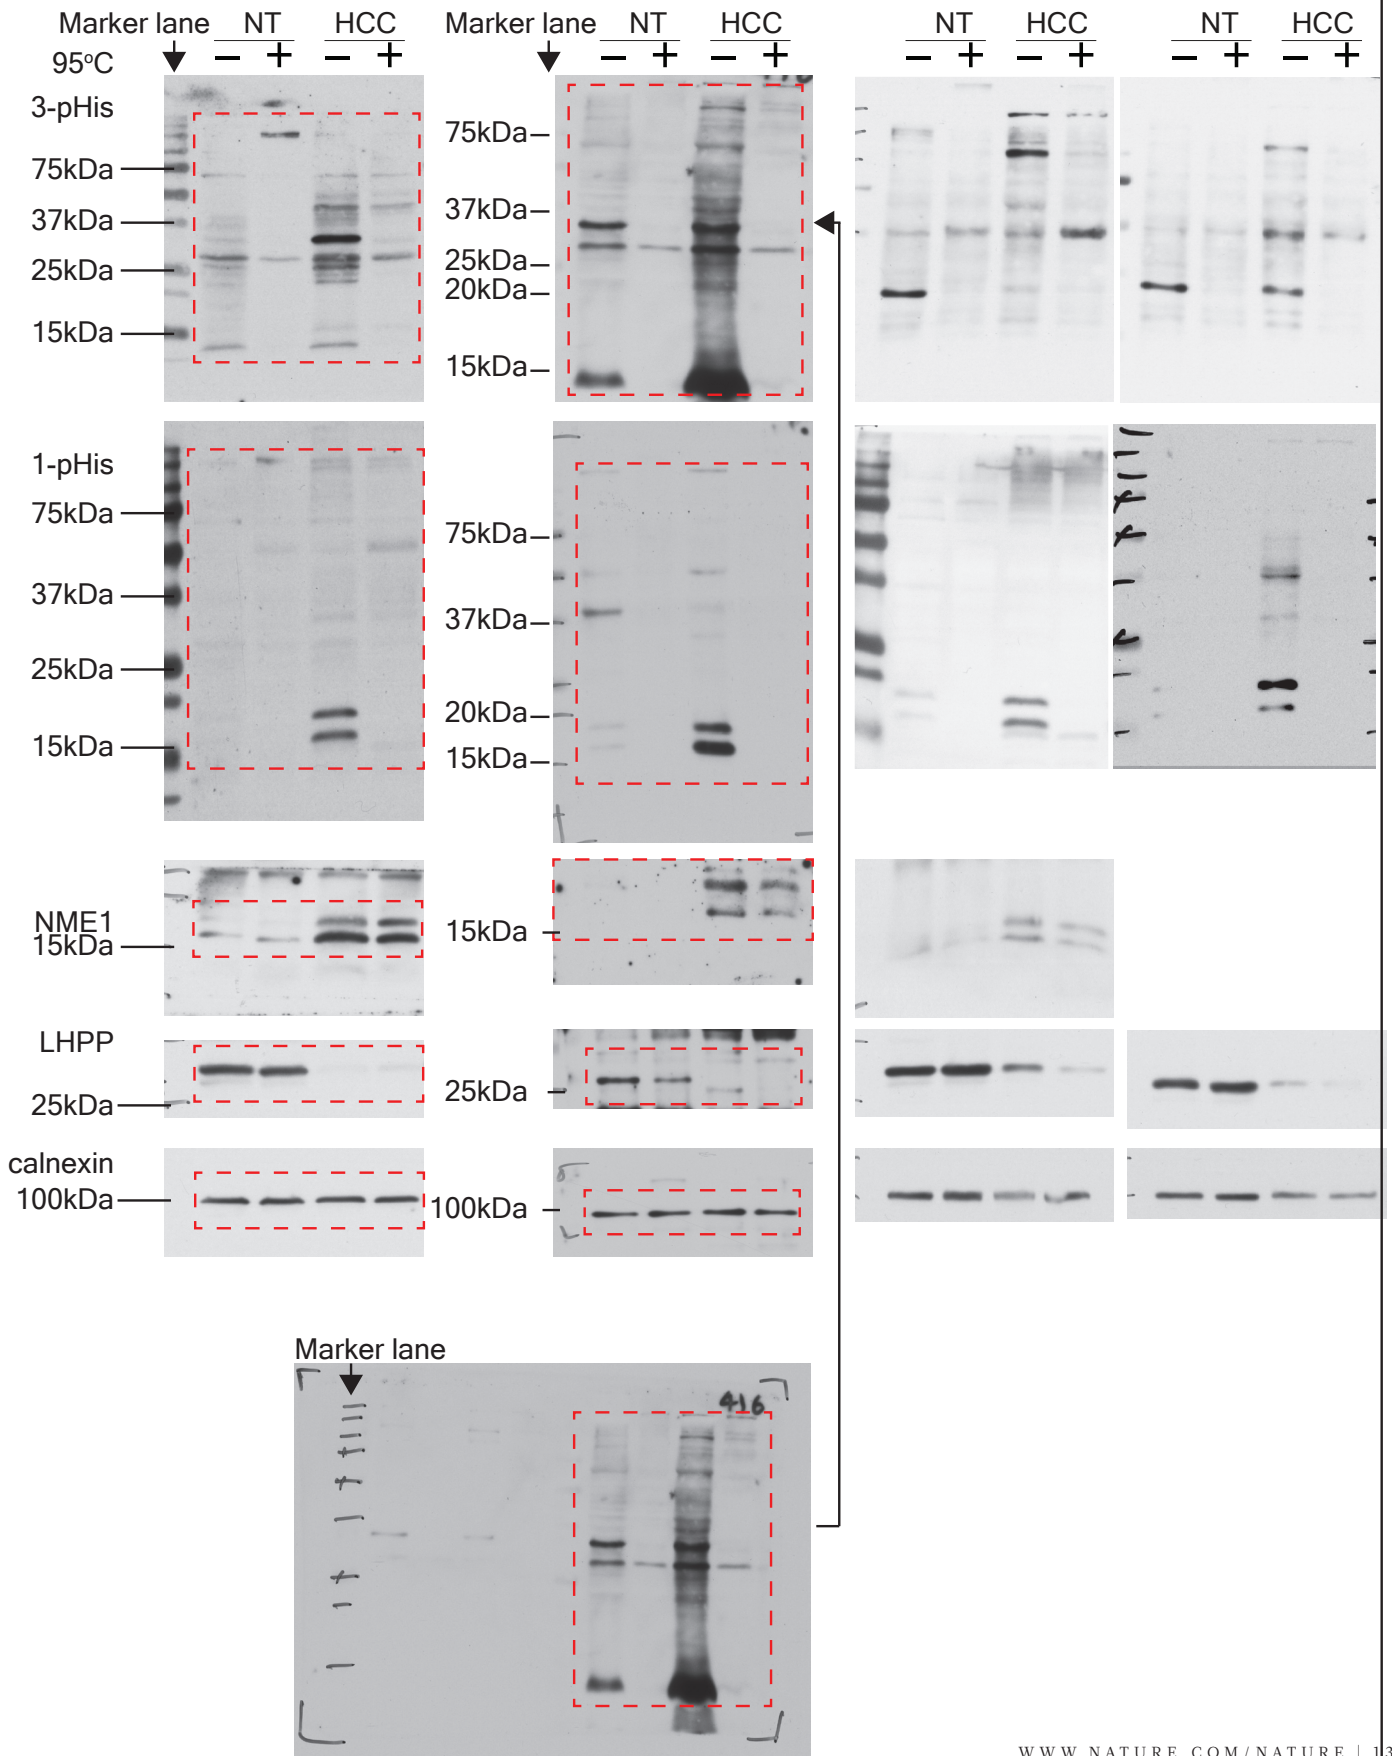 Marker lane NT HCC Marker lane NT HCC NT HCC NT HCC
95ºC − + − + − + − + − + − + − + − +
3-pHis
75kDa
37kDa
25kDa
15kDa
75kDa
37kDa
25kDa
20kDa
15kDa
1-pHis
75kDa
37kDa
25kDa
15kDa
75kDa
37kDa
20kDa
15kDa
NME1
15kDa
15kDa
LHPP
25kDa
25kDa
calnexin
100kDa
100kDa
Marker lane
416
WWW.NATURE.COM/NATURE | 13